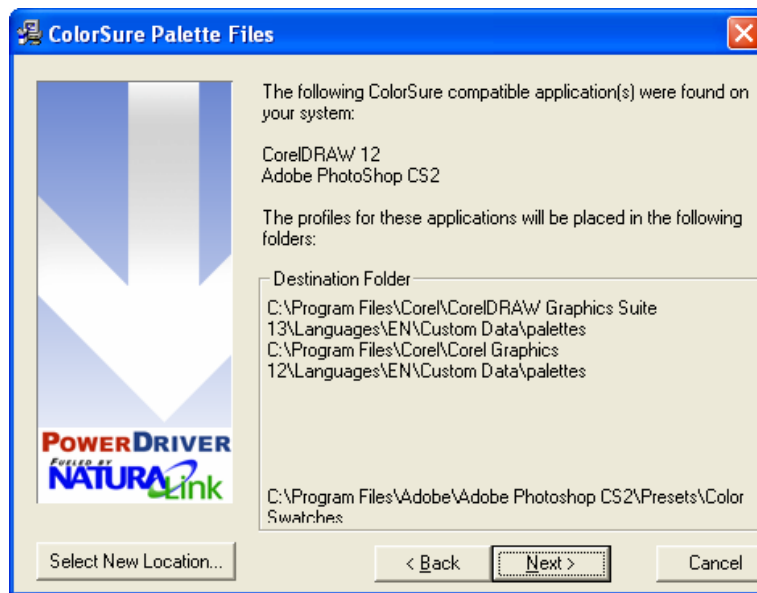 ColorSure Palette Files
The following ColorSure compatible application(s) were found on
your system:
CorelDRAW 12
Adobe PhotoShop CS2
The profiles for these applications will be placed in the following
folders:
Destination Folder
C:\Program Files\Corel\CorelDRAW Graphics Suite
13\Languages\EN\Custom Data\palettes
C:\Program Files\Corel\Corel Graphics
12\Languages\EN\Custom Data\palettes
C:\Program Files\Adobe\Adobe Photoshop CS2\Presets\Color
Swatches
POWERDRIVER
FUELED BY
NATURALink
Select New Location...
< Back
Next >
Cancel